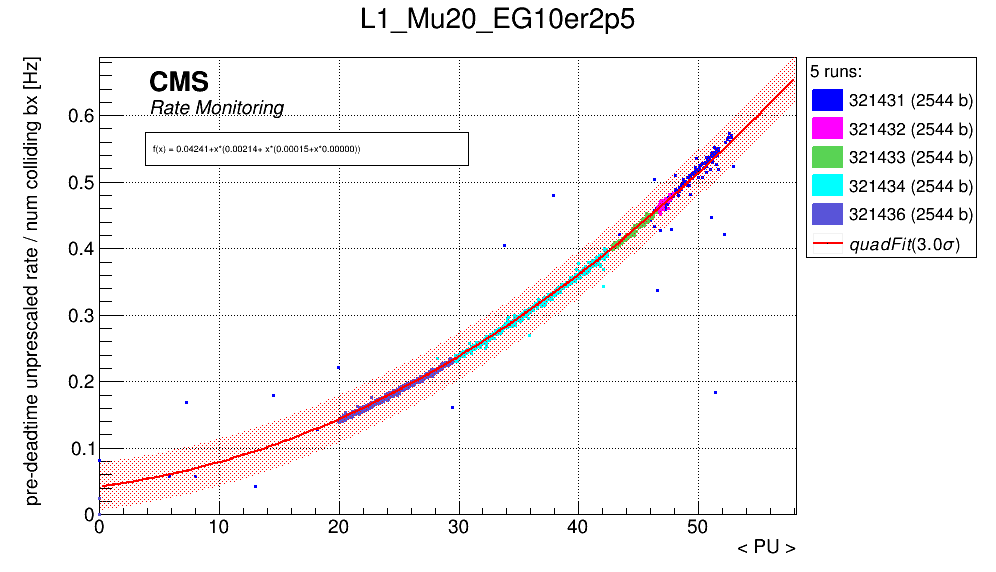 L1_Mu20_EG10er2p5
pre-deadtime unprescaled rate / num colliding bx [Hz]
CMS
Rate Monitoring
f(x) = 0.04241+x*(0.00214+ x*(0.00015+x*0.00000))
0.6
0.5
0.4
0.3
0.2
0.1
0
0 10 20 30 40 50
< PU >
5 runs:
321431 (2544 b)
321432 (2544 b)
321433 (2544 b)
321434 (2544 b)
321436 (2544 b)
quadFit(3.0σ)